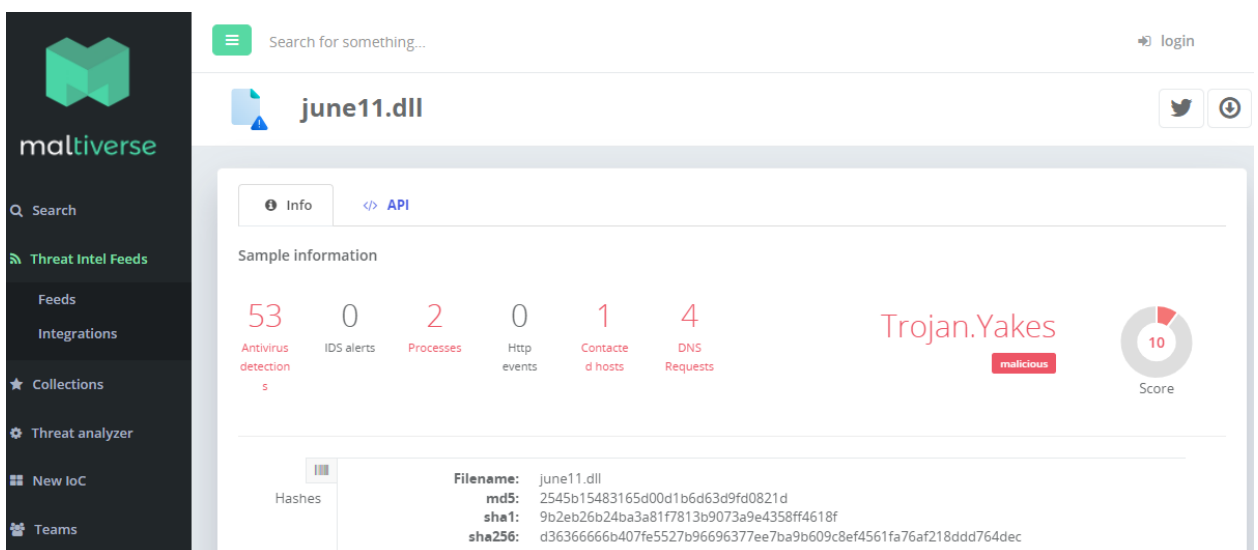 maltiverse
Search
Threat Intel Feeds
Feeds
Integrations
Collections
Threat analyzer
New IoC
Teams
Search for something...
login
june11.dll
Info
</> API
Sample information
53
Antivirus
detection
s
0
IDS alerts
2
Processes
0
Http
events
1
Contacte
d hosts
4
DNS
Requests
Trojan.Yakes
malicious
10
Score
Hashes
Filename: june11.dll
md5: 2545b15483165d00d1b6d63d9fd0821d
sha1: 9b2eb26b24ba3a81f7813b9073a9e4358ff4618f
sha256: d36366666b407fe5527b96696377ee7ba9b609c8ef4561fa76af218ddd764dec